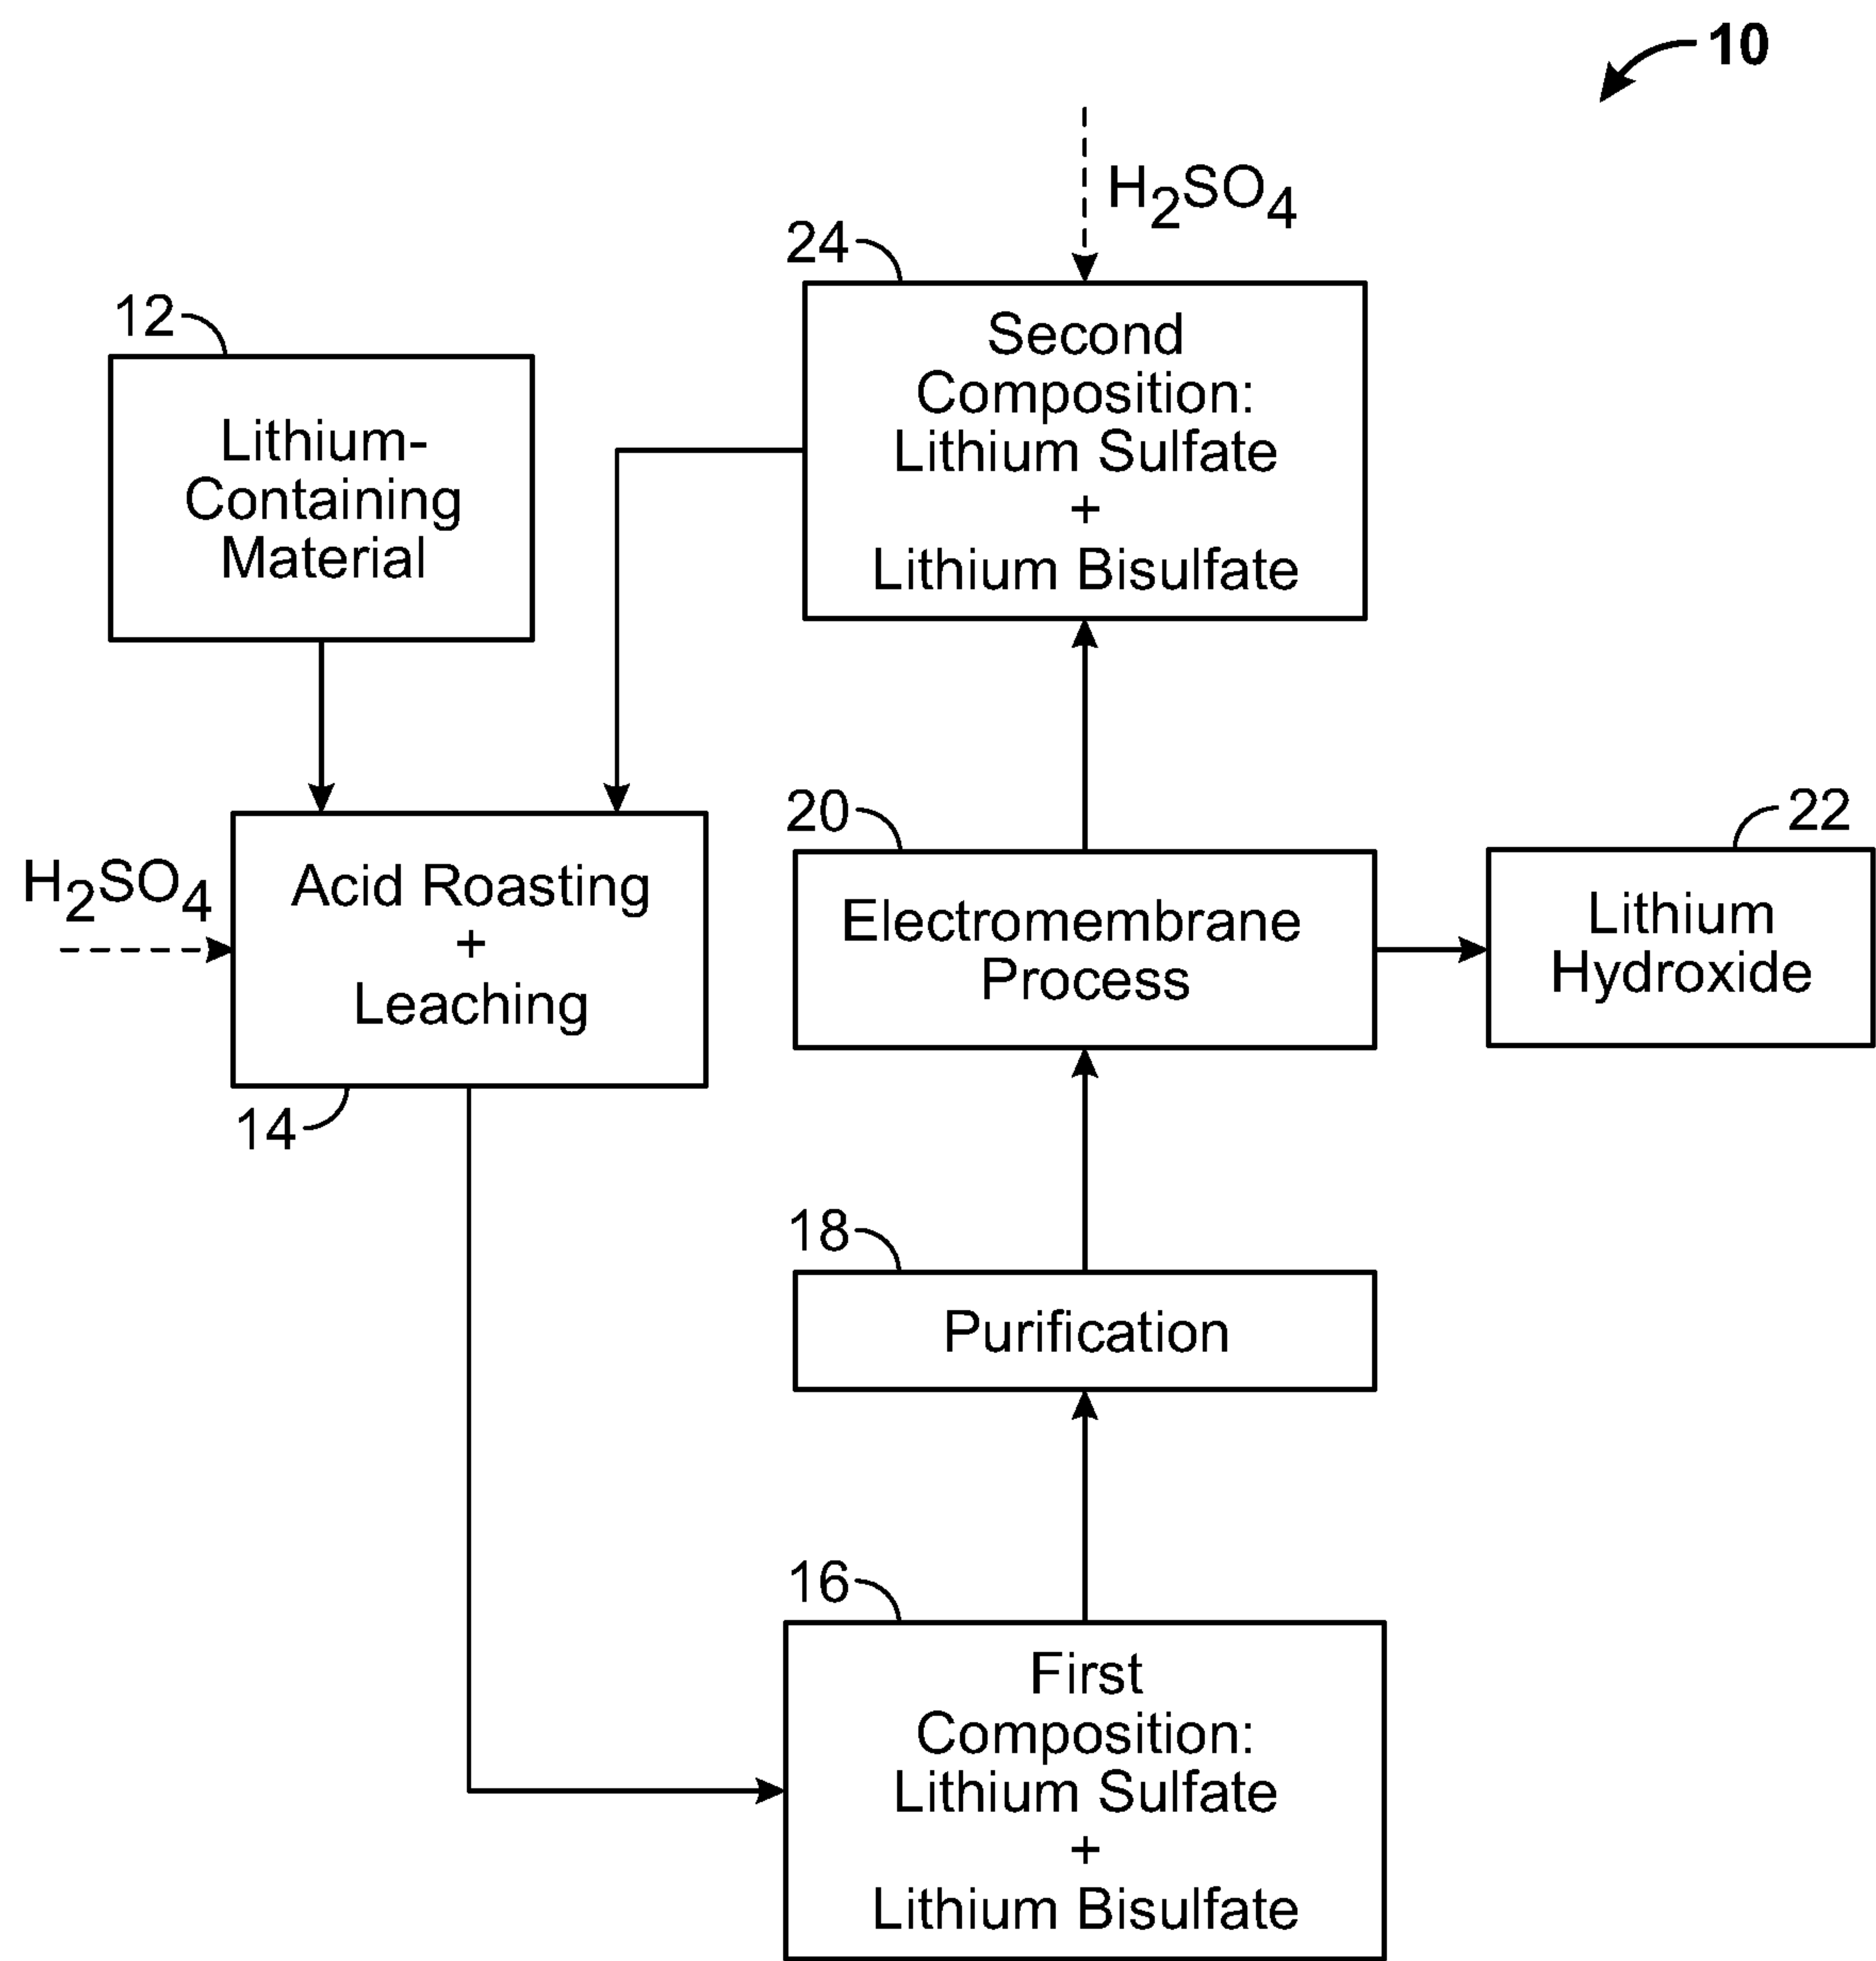 10
H2SO4
24
Second
Composition:
Lithium Sulfate
+
Lithium Bisulfate
12
Lithium-
Containing
Material
20
Electromembrane
Process
22
Lithium
Hydroxide
H2SO4
Acid Roasting
+
Leaching
14
18
Purification
16
First
Composition:
Lithium Sulfate
+
Lithium Bisulfate